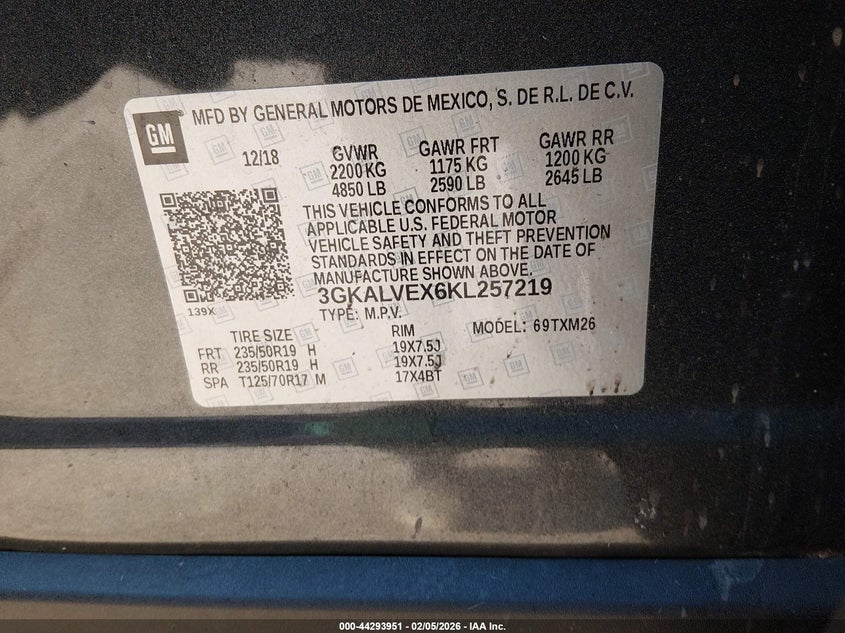 GM
MFD BY GENERAL MOTORS DE MEXICO, S. DE R.L. DE C.V.
12/18 GVWR GAWR FRT GAWR RR
2200 KG 1175 KG 1200 KG
4850 LB 2590 LB 2645 LB
THIS VEHICLE CONFORMS TO ALL
APPLICABLE U.S. FEDERAL MOTOR
VEHICLE SAFETY AND THEFT PREVENTION
STANDARDS IN EFFECT ON THE DATE OF
MANUFACTURE SHOWN ABOVE.
139X
3GKALVEX6KL257219
TYPE: M.P.V. MODEL: 69TXM26
TIRE SIZE RIM
FRT 235/50R19 H 19X7.5J
RR 235/50R19 H 19X7.5J
SPA T125/70R17 M 17X4BT
000-44293951 - 02/05/2026 - IAA Inc.